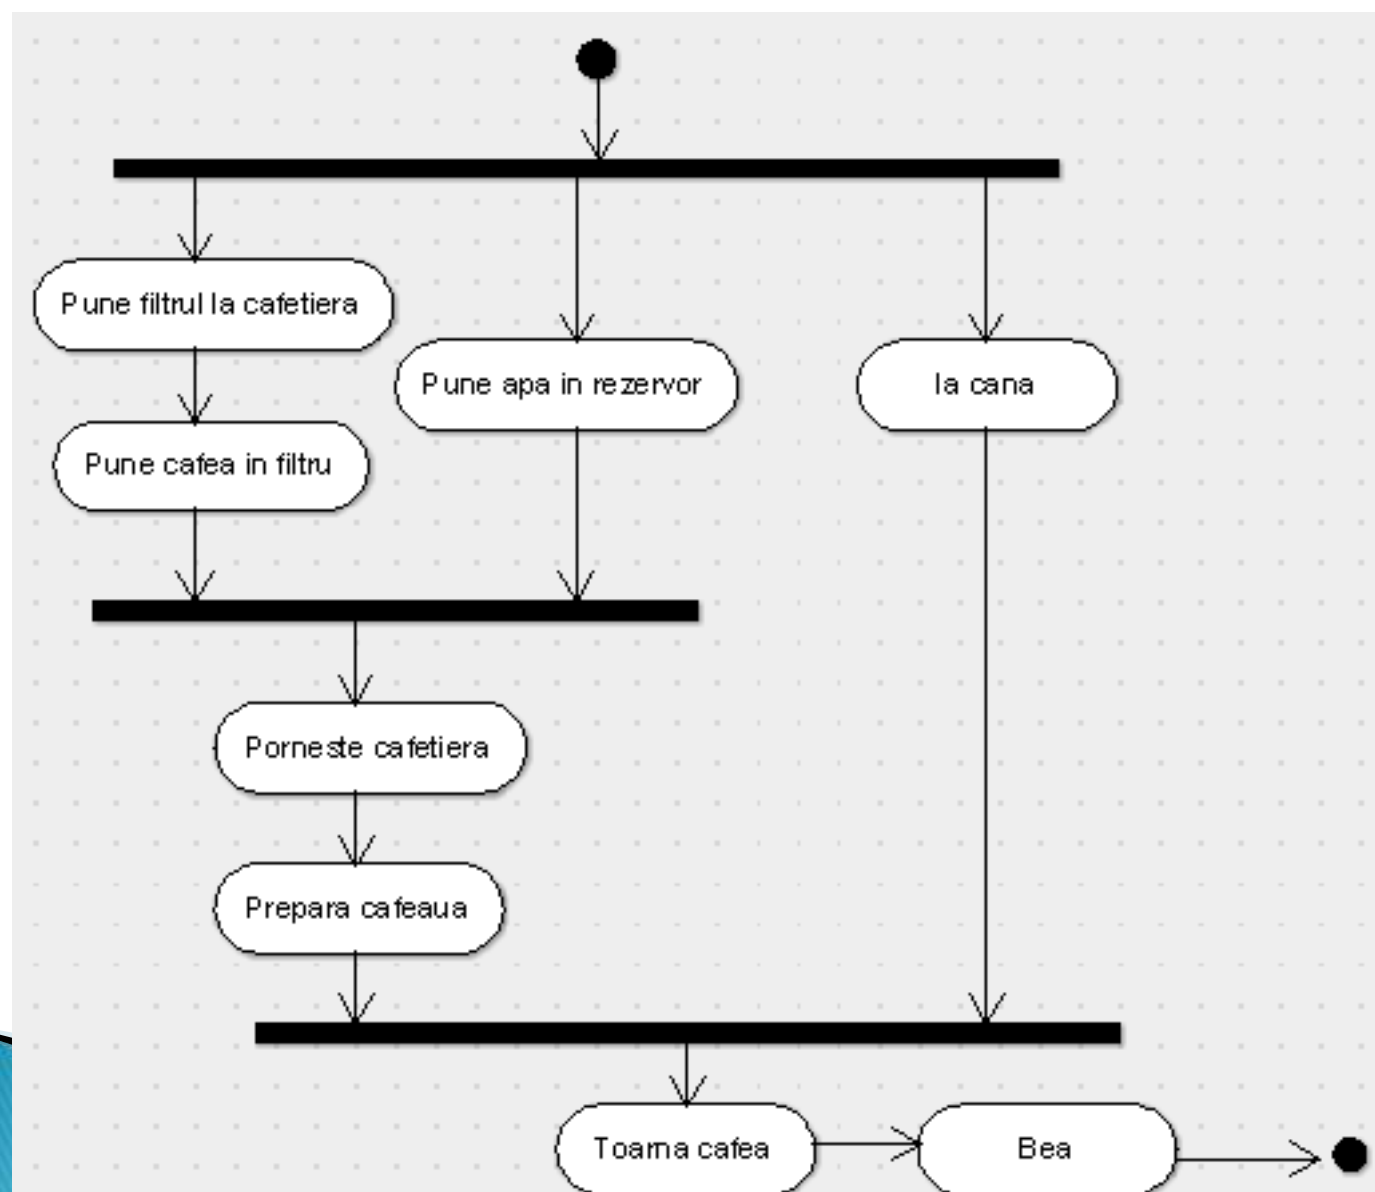 Pune filtrul la cafetiera
Pune apa in rezervor
Ia cana
Pune cafea in filtru
Porneste cafetiera
Prepara cafeaua
Toarna cafea
Bea